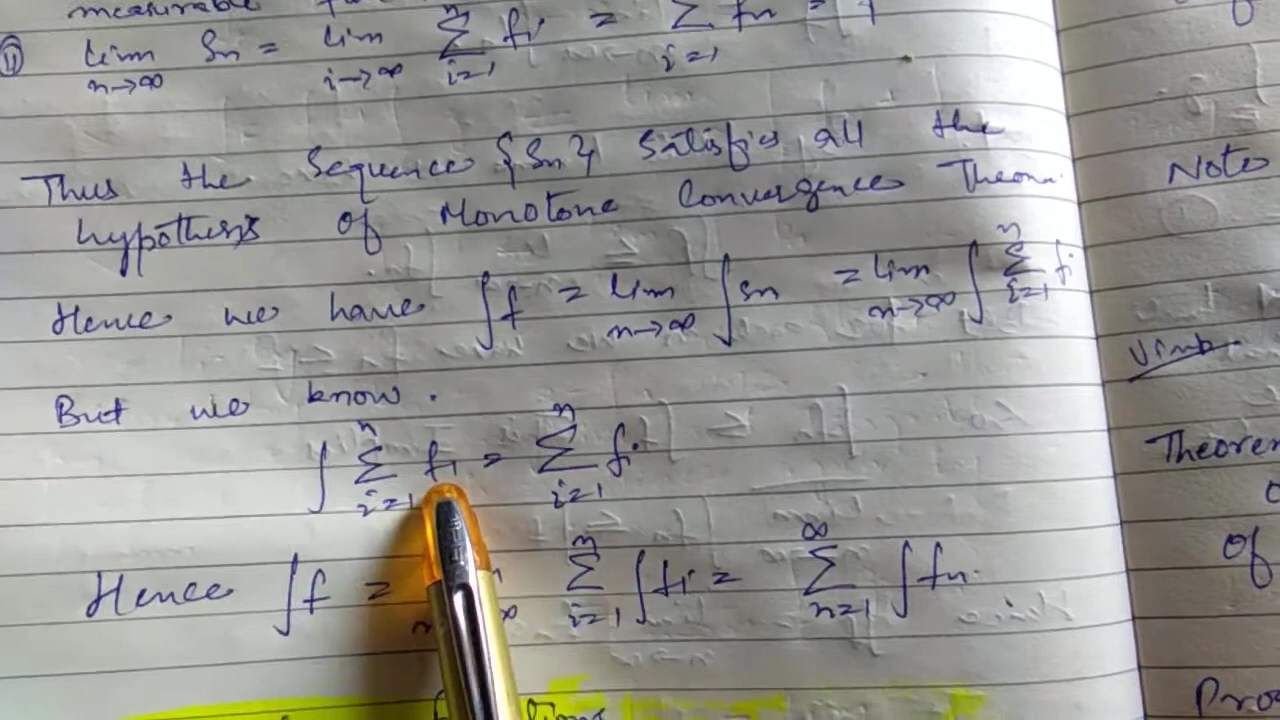 measurable
(ii) lim n→∞ Sn = lim i→∞ n Σ i=1 fi = Σ i=1 fn = f
Thus the Sequence {Sn} Satisfies all the
hypothesis of Monotone Convergence Theorem.
Hence we have ∫f = lim n→∞ ∫Sn = lim n→∞ ∫ n Σ i=1 fi
But we know.
∫ n Σ i=1 fi = n Σ i=1 fi.
Hence ∫f = n Σ i=1 ∫fi = ∞ Σ n=1 ∫fn.
Note
Theorem
of
Proo